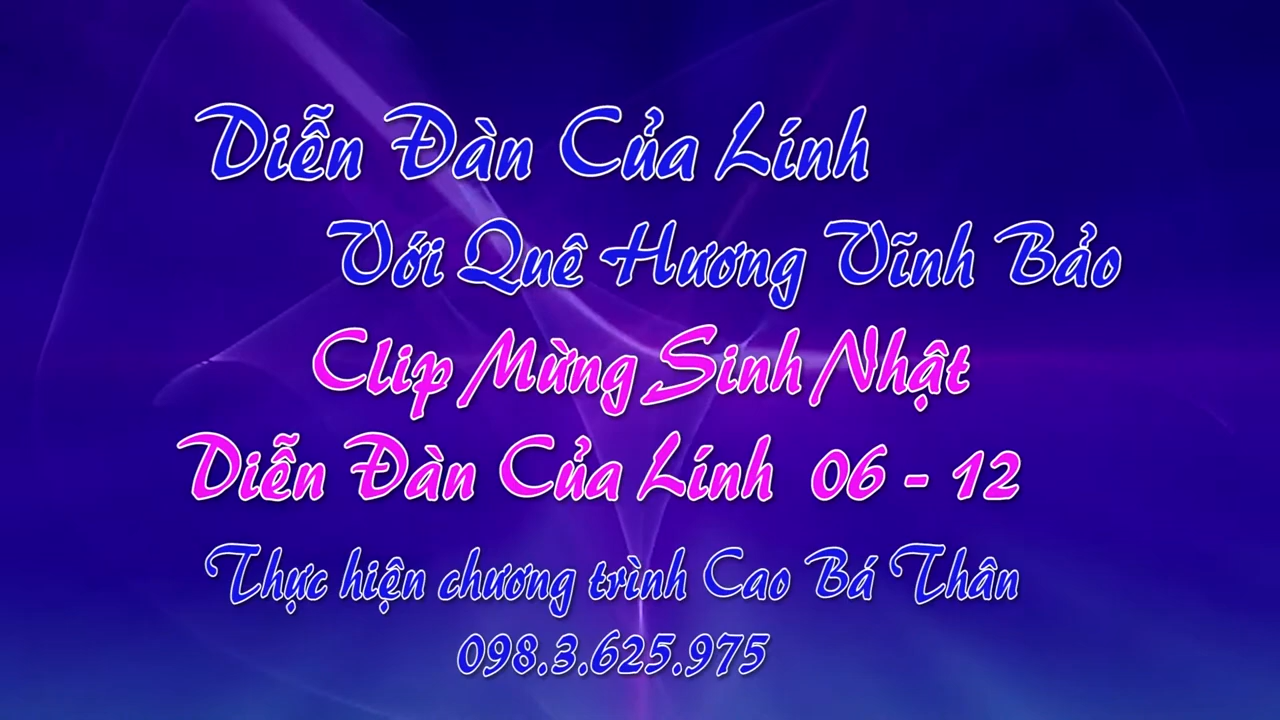 Diễn Đàn Của Lính
Với Quê Hương Vĩnh Bảo
Clip Mừng Sinh Nhật
Diễn Đàn Của Lính 06 - 12
Thực hiện chương trình Cao Bá Thân
098.3.625.975